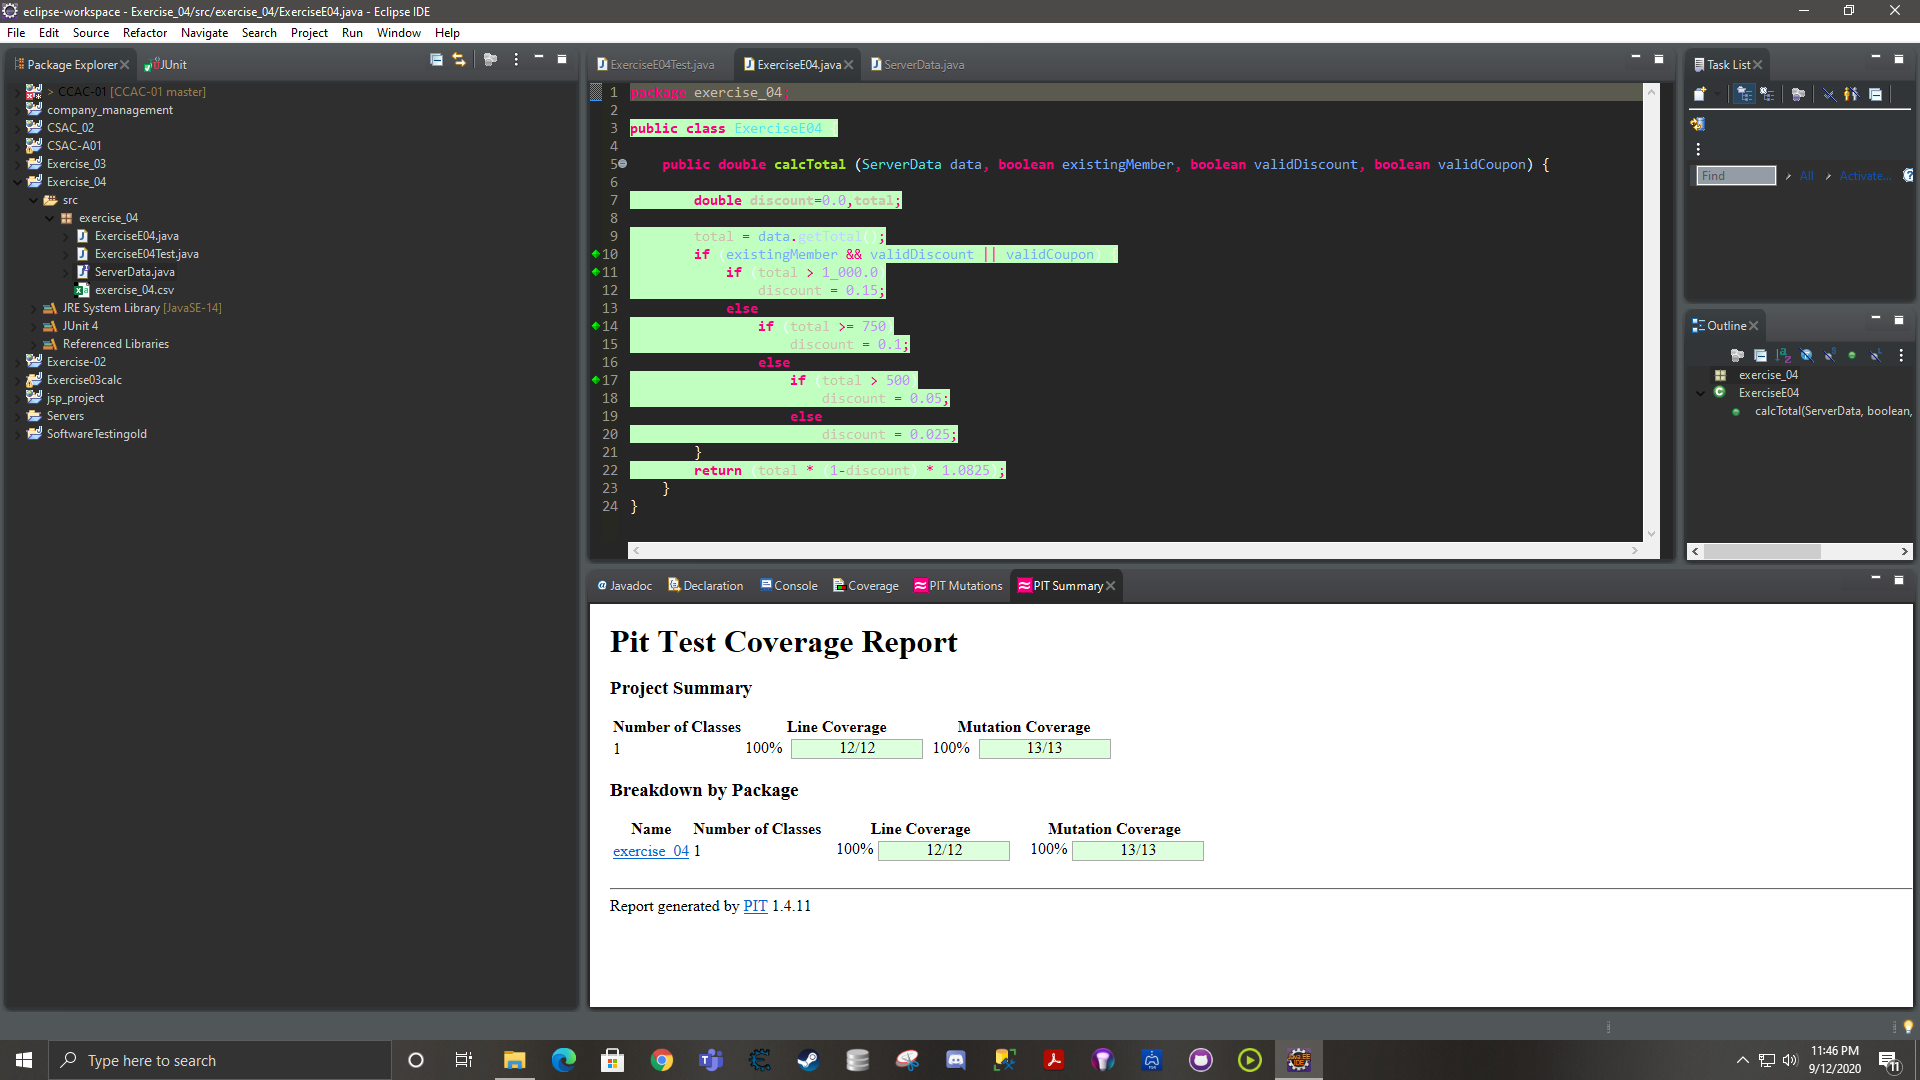 eclipse-workspace - Exercise_04/src/exercise_04/ExerciseE04.java - Eclipse IDE
File Edit Source Refactor Navigate Search Project Run Window Help
Package Explorer JUnit
> CCAC-01 [CCAC-01 master]
company_management
CSAC_02
CSAC-A01
Exercise_03
Exercise_04
src
exercise_04
ExerciseE04.java
ExerciseE04Test.java
ServerData.java
exercise_04.csv
JRE System Library [JavaSE-14]
JUnit 4
Referenced Libraries
Exercise-02
Exercise03calc
jsp_project
Servers
SoftwareTestingold
ExerciseE04Test.java ExerciseE04.java ServerData.java
1 package exercise_04;
2
3 public class ExerciseE04 {
4
5 public double calcTotal (ServerData data, boolean existingMember, boolean validDiscount, boolean validCoupon) {
6
7 double discount=0.0,total;
8
9 total = data.getTotal();
10 if (existingMember && validDiscount || validCoupon) {
11 if (total > 1_000.0)
12 discount = 0.15;
13 else
14 if (total >= 750)
15 discount = 0.1;
16 else
17 if (total > 500)
18 discount = 0.05;
19 else
20 discount = 0.025;
21 }
22 return (total * (1-discount) * 1.0825);
23 }
24 }
Task List
Find All Activate...
Outline
exercise_04
ExerciseE04
calcTotal(ServerData, boolean,
Javadoc Declaration Console Coverage PIT Mutations PIT Summary
Pit Test Coverage Report
Project Summary
Number of Classes Line Coverage Mutation Coverage
1 100% 12/12 100% 13/13
Breakdown by Package
Name Number of Classes Line Coverage Mutation Coverage
exercise_04 1 100% 12/12 100% 13/13
Report generated by PIT 1.4.11
Type here to search
11:46 PM
9/12/2020
11